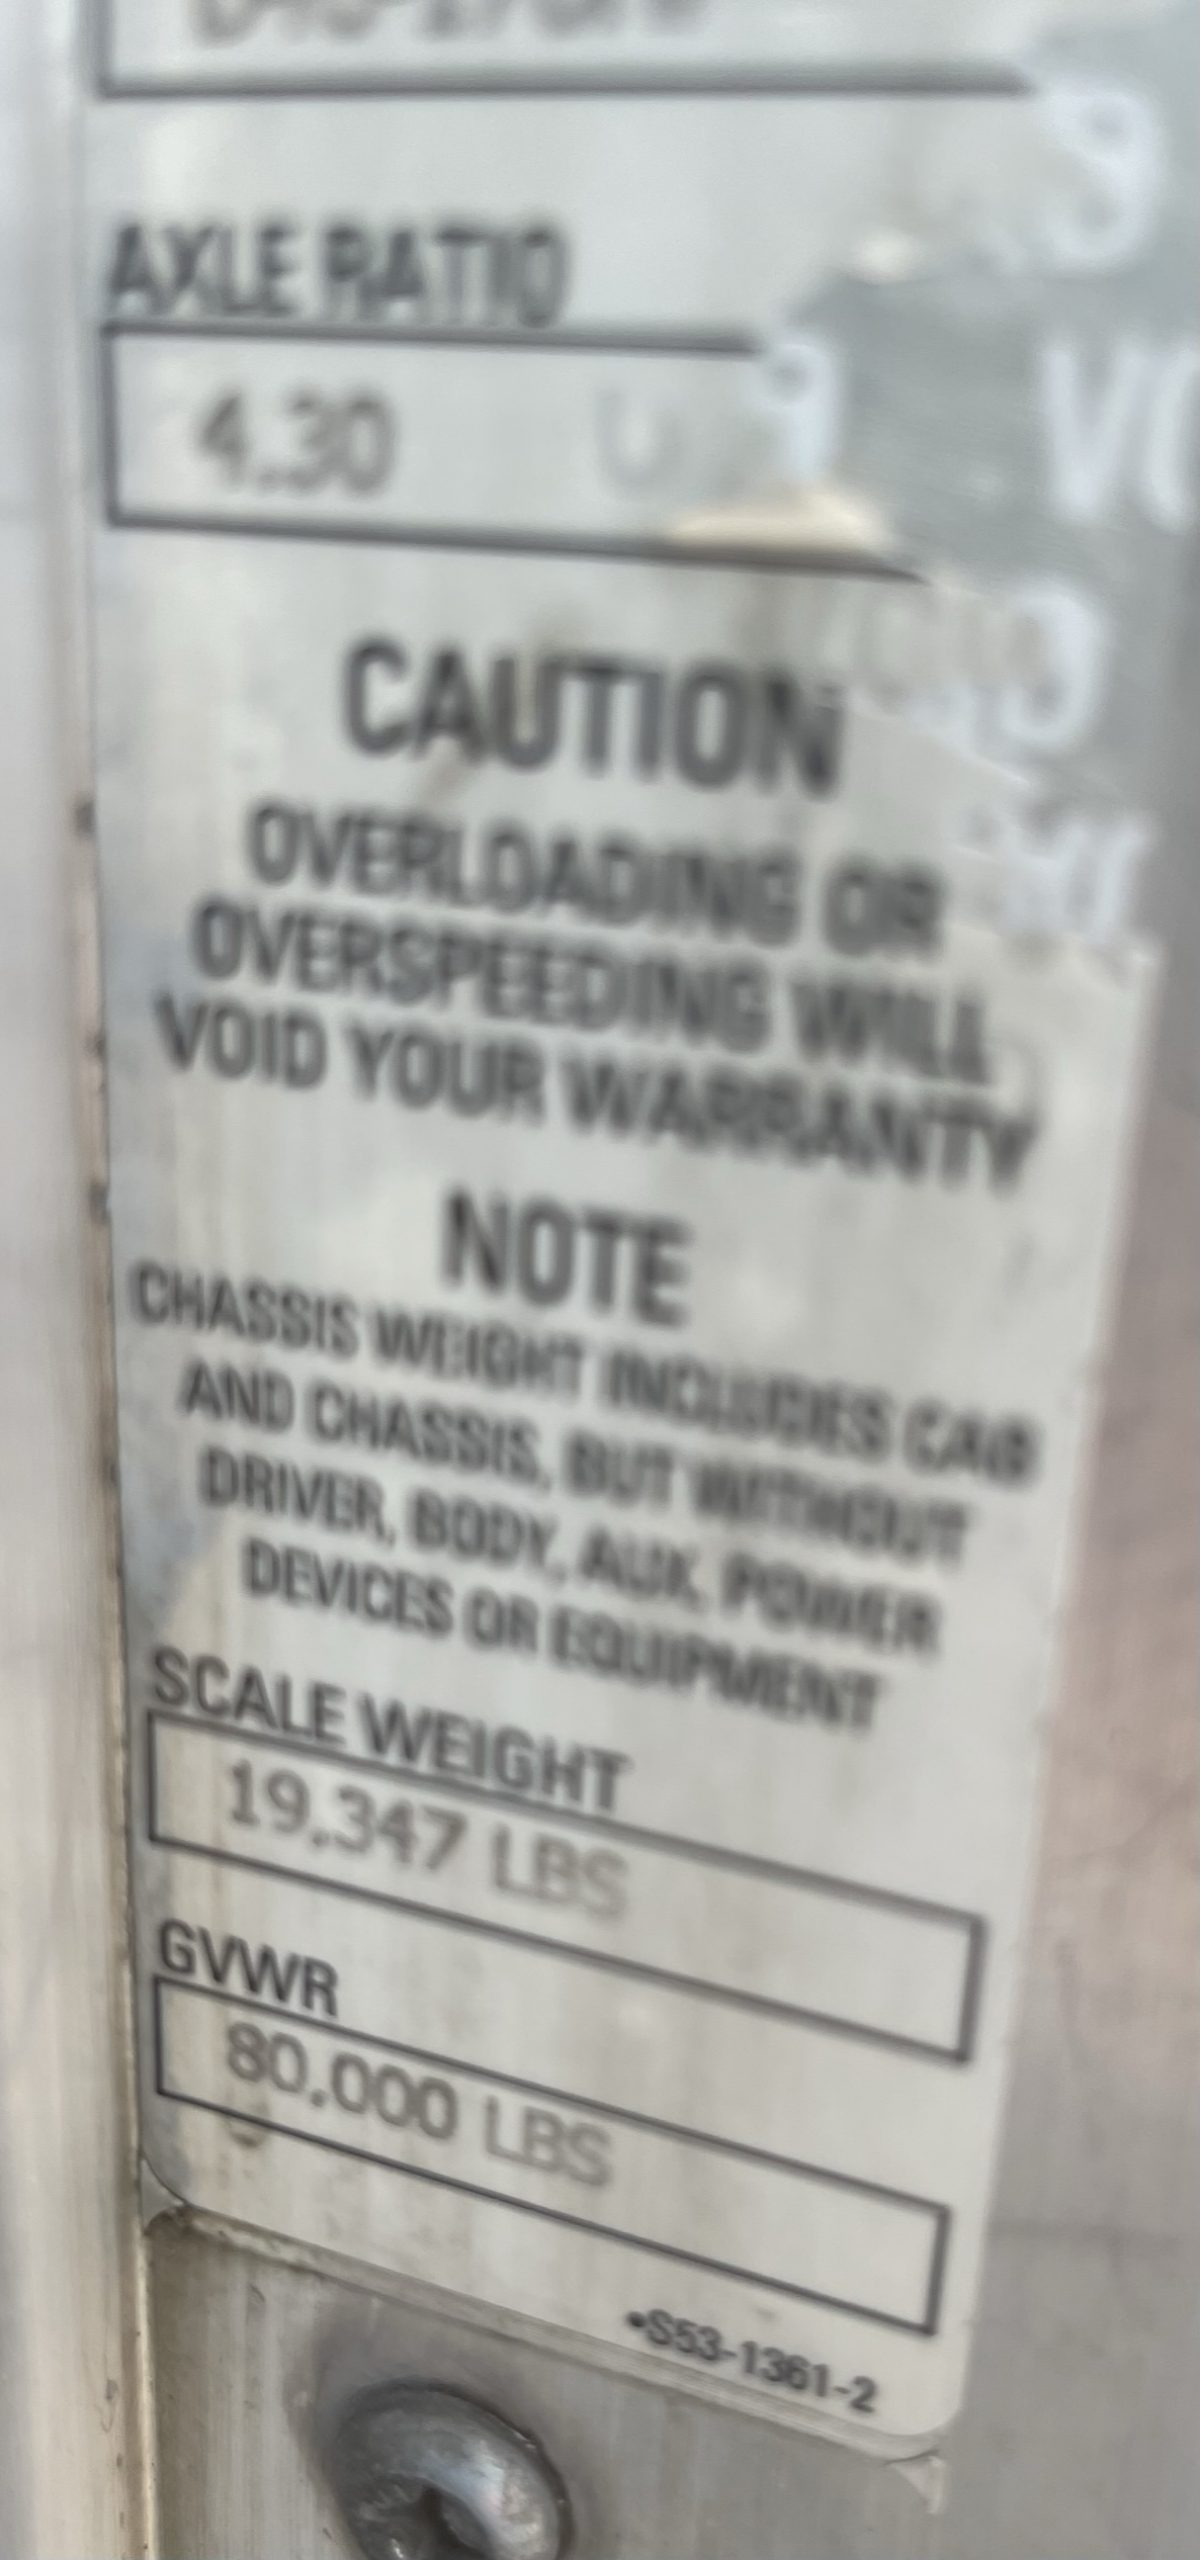 AXLE RATIO
4.30
CAUTION
OVERLOADING OR
OVERSPEEDING WILL
VOID YOUR WARRANTY
NOTE
CHASSIS WEIGHT INCLUDES CAB
AND CHASSIS, BUT WITHOUT
DRIVER, BODY, AUX. POWER
DEVICES OR EQUIPMENT
SCALE WEIGHT
19,347 LBS
GVWR
80,000 LBS
•S53-1361-2